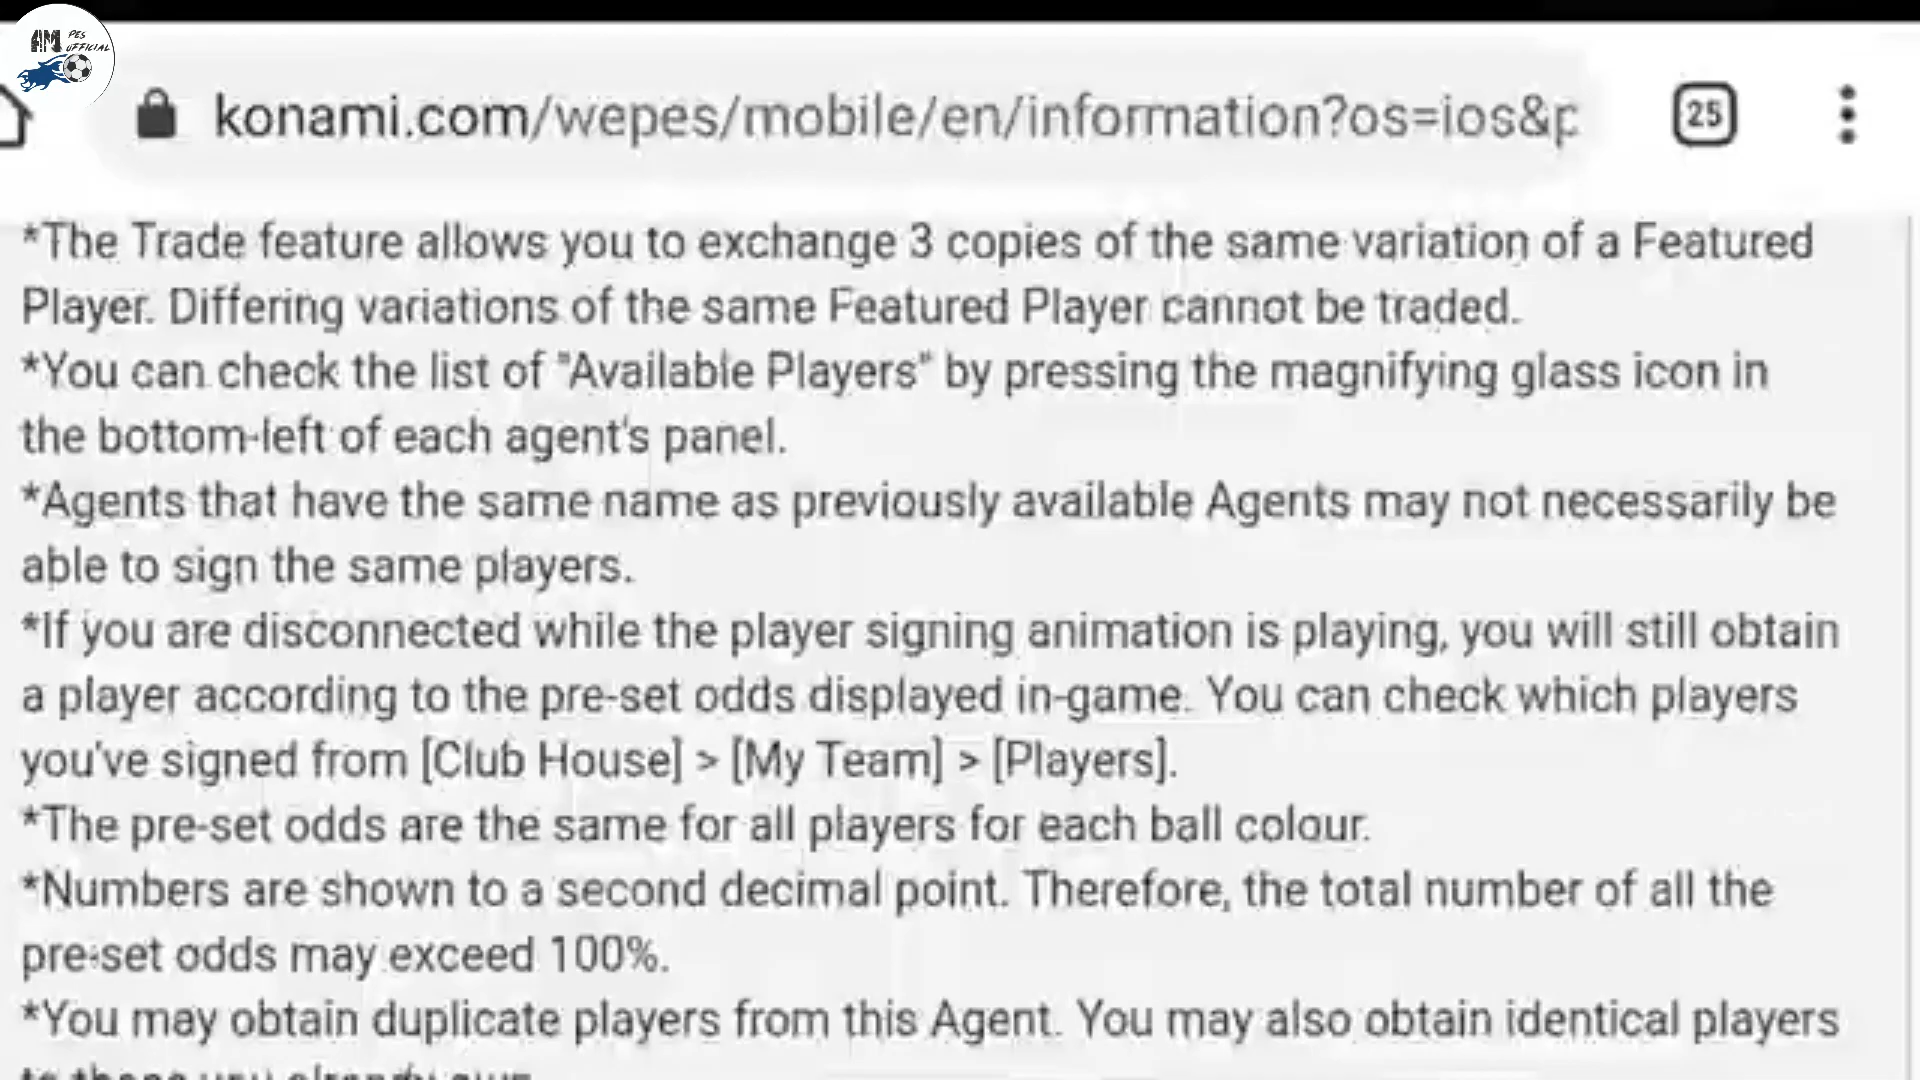 AM PES
OFFICIAL
konami.com/wepes/mobile/en/information?os=ios&p
25
*The Trade feature allows you to exchange 3 copies of the same variation of a Featured
Player. Differing variations of the same Featured Player cannot be traded.
*You can check the list of "Available Players" by pressing the magnifying glass icon in
the bottom-left of each agent's panel.
*Agents that have the same name as previously available Agents may not necessarily be
able to sign the same players.
*If you are disconnected while the player signing animation is playing, you will still obtain
a player according to the pre-set odds displayed in-game. You can check which players
you've signed from [Club House] > [My Team] > [Players].
*The pre-set odds are the same for all players for each ball colour.
*Numbers are shown to a second decimal point. Therefore, the total number of all the
pre-set odds may exceed 100%.
*You may obtain duplicate players from this Agent. You may also obtain identical players
to those you already own